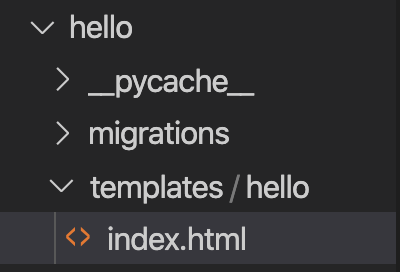 hello
__pycache__
migrations
templates / hello
index.html